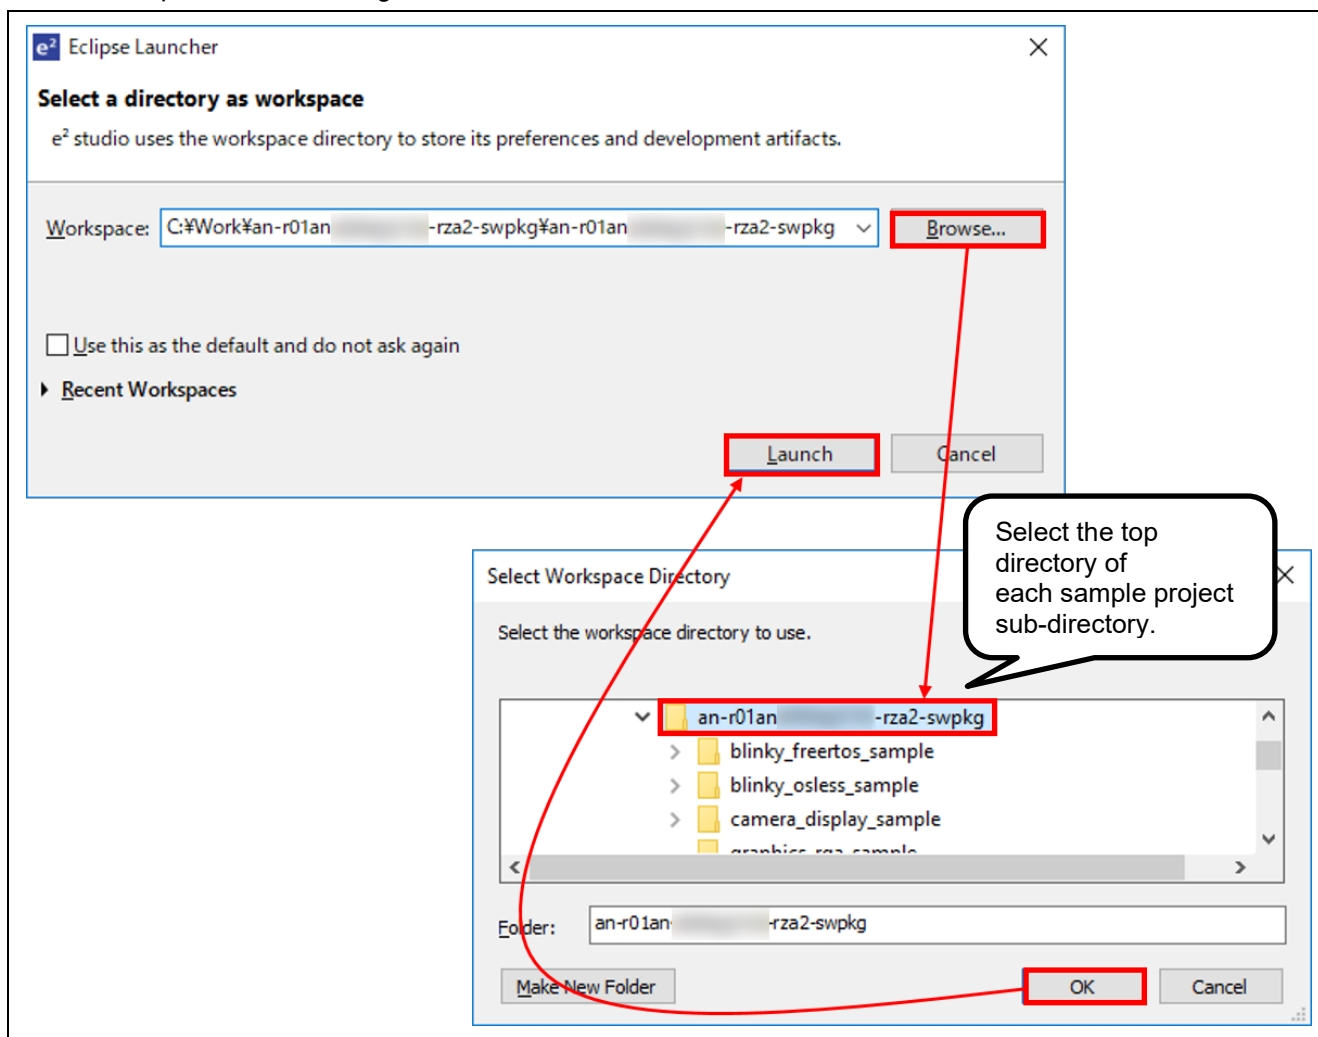 e² Eclipse Launcher
Select a directory as workspace
e² studio uses the workspace directory to store its preferences and development artifacts.
Workspace: C:¥Work¥an-r01an -rza2-swpkg¥an-r01an -rza2-swpkg Browse...
Use this as the default and do not ask again
Recent Workspaces
Launch Cancel
Select the top
directory of
each sample project
sub-directory.
Select Workspace Directory
Select the workspace directory to use.
an-r01an -rza2-swpkg
blinky_freertos_sample
blinky_osless_sample
camera_display_sample
graphics_rga_sample
Folder: an-r01an- -rza2-swpkg
Make New Folder OK Cancel